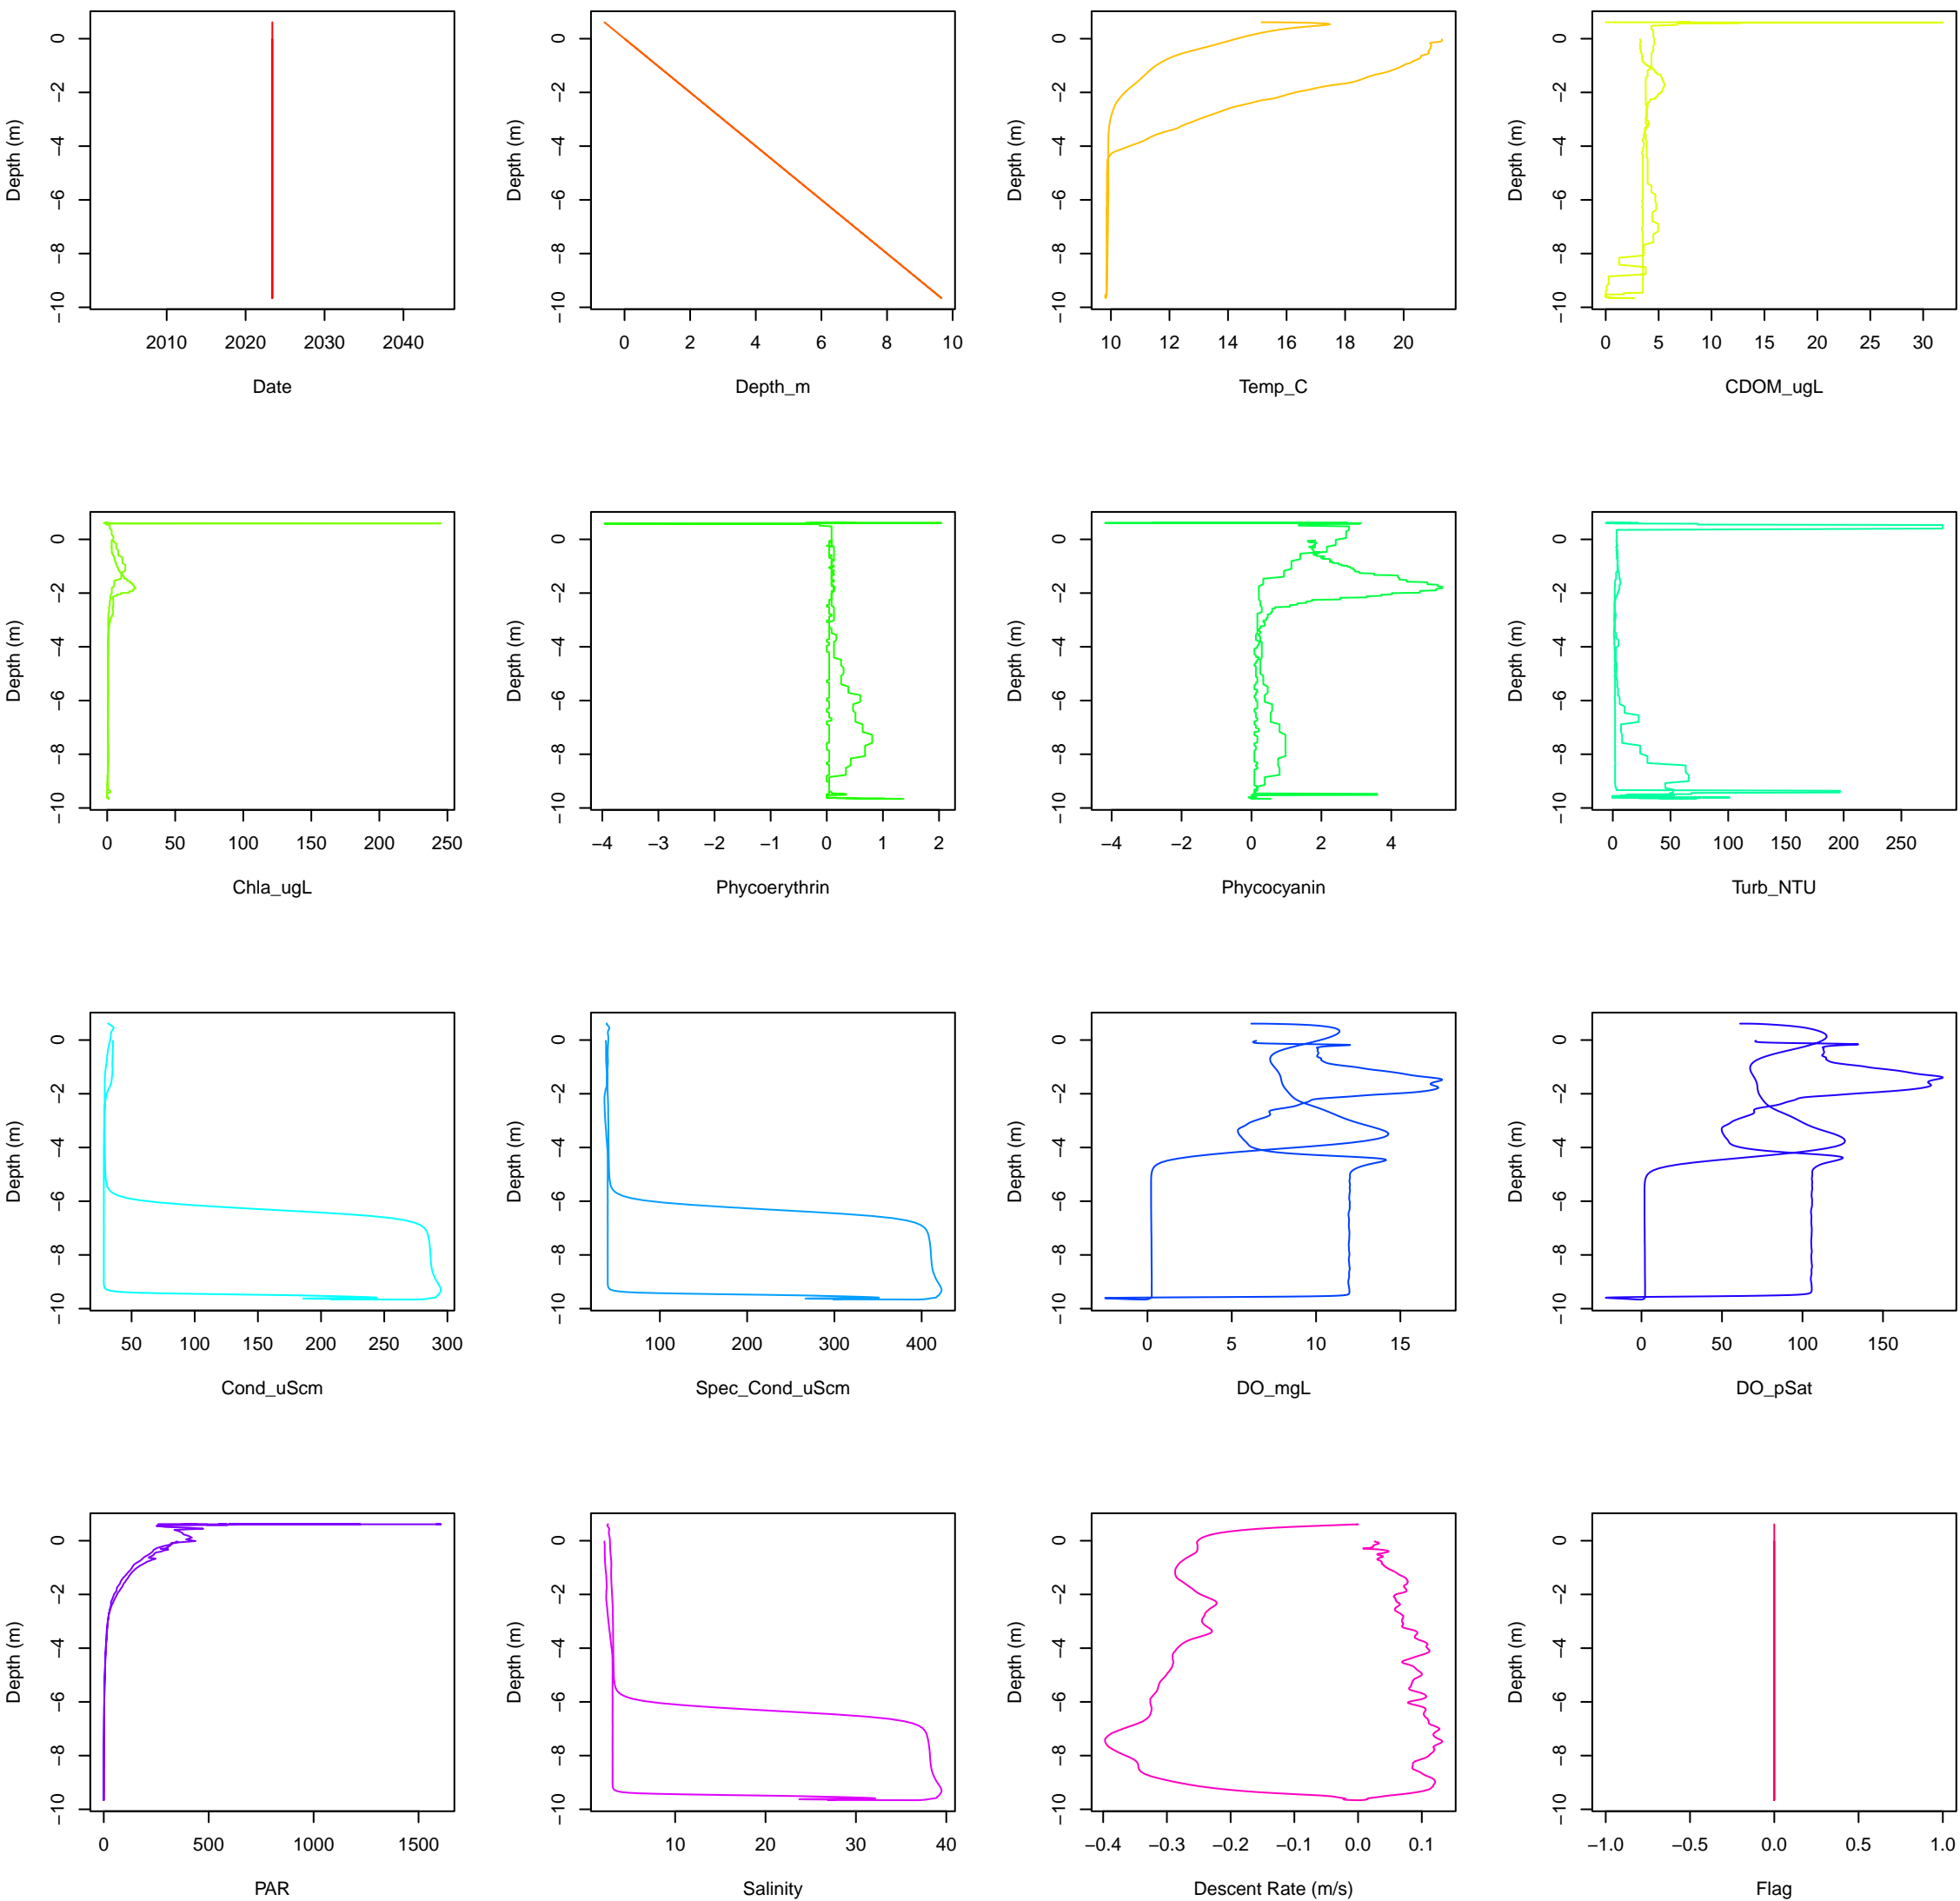 Depth (m)
0
−2
−4
−6
−8
−10
2010 2020 2030 2040
Date
Depth (m)
0
−2
−4
−6
−8
−10
0 2 4 6 8 10
Depth_m
Depth (m)
0
−2
−4
−6
−8
−10
10 12 14 16 18 20
Temp_C
Depth (m)
0
−2
−4
−6
−8
−10
0 5 10 15 20 25 30
CDOM_ugL
Depth (m)
0
−2
−4
−6
−8
−10
0 50 100 150 200 250
Chla_ugL
Depth (m)
0
−2
−4
−6
−8
−10
−4 −3 −2 −1 0 1 2
Phycoerythrin
Depth (m)
0
−2
−4
−6
−8
−10
−4 −2 0 2 4
Phycocyanin
Depth (m)
0
−2
−4
−6
−8
−10
0 50 100 150 200 250
Turb_NTU
Depth (m)
0
−2
−4
−6
−8
−10
50 100 150 200 250 300
Cond_uScm
Depth (m)
0
−2
−4
−6
−8
−10
100 200 300 400
Spec_Cond_uScm
Depth (m)
0
−2
−4
−6
−8
−10
0 5 10 15
DO_mgL
Depth (m)
0
−2
−4
−6
−8
−10
0 50 100 150
DO_pSat
Depth (m)
0
−2
−4
−6
−8
−10
0 500 1000 1500
PAR
Depth (m)
0
−2
−4
−6
−8
−10
10 20 30 40
Salinity
Depth (m)
0
−2
−4
−6
−8
−10
−0.4 −0.3 −0.2 −0.1 0.0 0.1
Descent Rate (m/s)
Depth (m)
0
−2
−4
−6
−8
−10
−1.0 −0.5 0.0 0.5 1.0
Flag